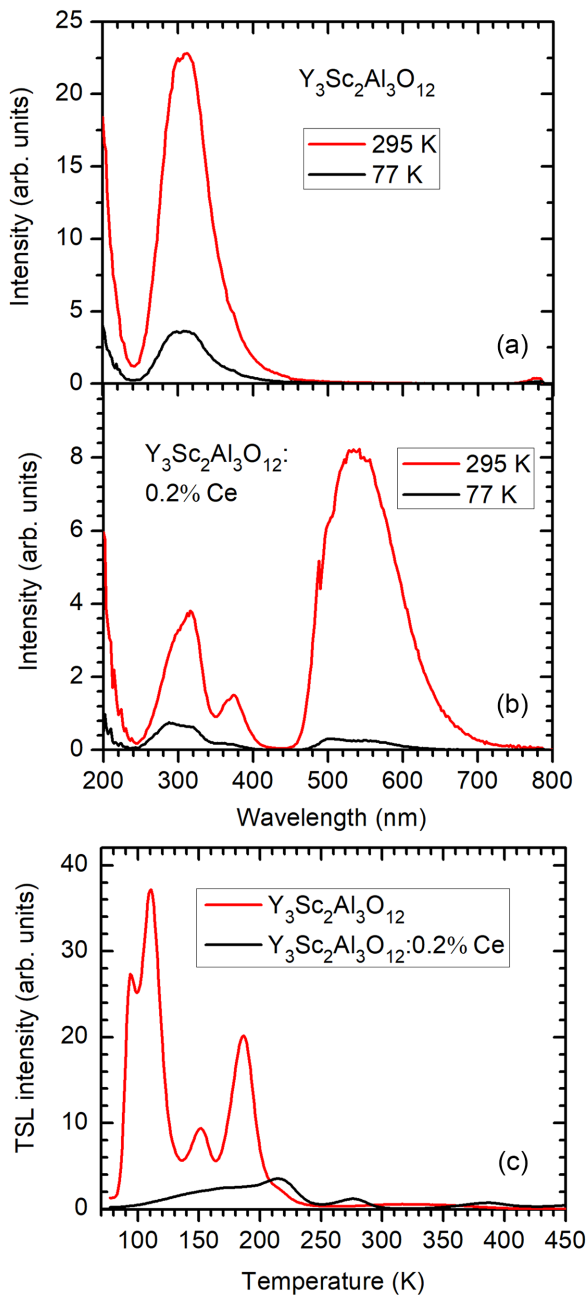 25
20
15
10
5
0
Intensity (arb. units)
Y₃Sc₂Al₃O₁₂
295 K
77 K
(a)
8
6
4
2
0
Intensity (arb. units)
Y₃Sc₂Al₃O₁₂:
0.2% Ce
295 K
77 K
(b)
200 300 400 500 600 700 800
Wavelength (nm)
40
30
20
10
0
TSL intensity (arb. units)
Y₃Sc₂Al₃O₁₂
Y₃Sc₂Al₃O₁₂:0.2% Ce
(c)
100 150 200 250 300 350 400 450
Temperature (K)